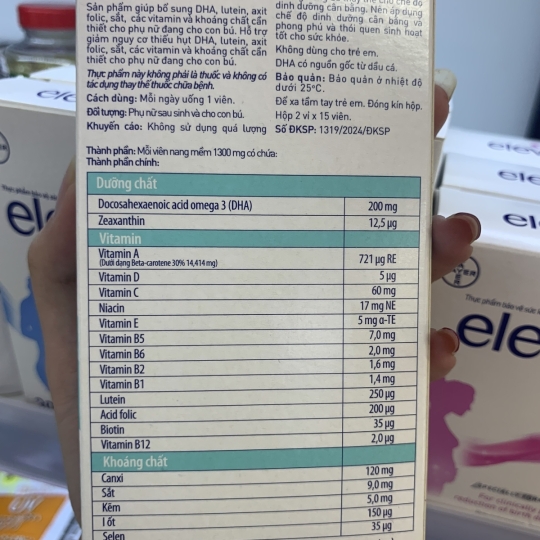 Sản phẩm giúp bổ sung DHA, lutein, axit
folic, sắt, các vitamin và khoáng chất cần
thiết cho phụ nữ đang cho con bú. Hỗ trợ
giảm nguy cơ thiếu hụt DHA, lutein, axit
folic, sắt, các vitamin và khoáng chất cần
thiết cho phụ nữ đang cho con bú.
Thực phẩm này không phải là thuốc và không có
tác dụng thay thế thuốc chữa bệnh.
Cách dùng: Mỗi ngày uống 1 viên.
Đối tượng: Phụ nữ sau sinh và cho con bú.
Khuyến cáo: Không sử dụng quá lượng
dinh dưỡng cân bằng. Nên áp dụng
chế độ dinh dưỡng cân bằng và
phong phú và thói quen sinh hoạt
tốt cho sức khỏe.
Không dùng cho trẻ em.
DHA có nguồn gốc từ dầu cá.
Bảo quản: Bảo quản ở nhiệt độ
dưới 25°C.
Để xa tầm tay trẻ em. Đóng kín hộp.
Hộp 2 vỉ x 15 viên.
Số ĐKSP: 1319/2024/ĐKSP
Thành phần: Mỗi viên nang mềm 1300 mg có chứa:
Thành phần chính:
Dưỡng chất
Docosahexaenoic acid omega 3 (DHA) 200 mg
Zeaxanthin 12,5 µg
Vitamin
Vitamin A 721 µg RE
(Dưới dạng Beta-carotene 30% 14,414 mg)
Vitamin D 5 µg
Vitamin C 60 mg
Niacin 17 mg NE
Vitamin E 5 mg α-TE
Vitamin B5 7,0 mg
Vitamin B6 2,0 mg
Vitamin B2 1,6 mg
Vitamin B1 1,4 mg
Lutein 250 µg
Acid folic 200 µg
Biotin 35 µg
Vitamin B12 2,0 µg
Khoáng chất
Canxi 120 mg
Sắt 9,0 mg
Kẽm 5,0 mg
I ốt 150 µg
Selen 35 µg
el
elev
el
ele